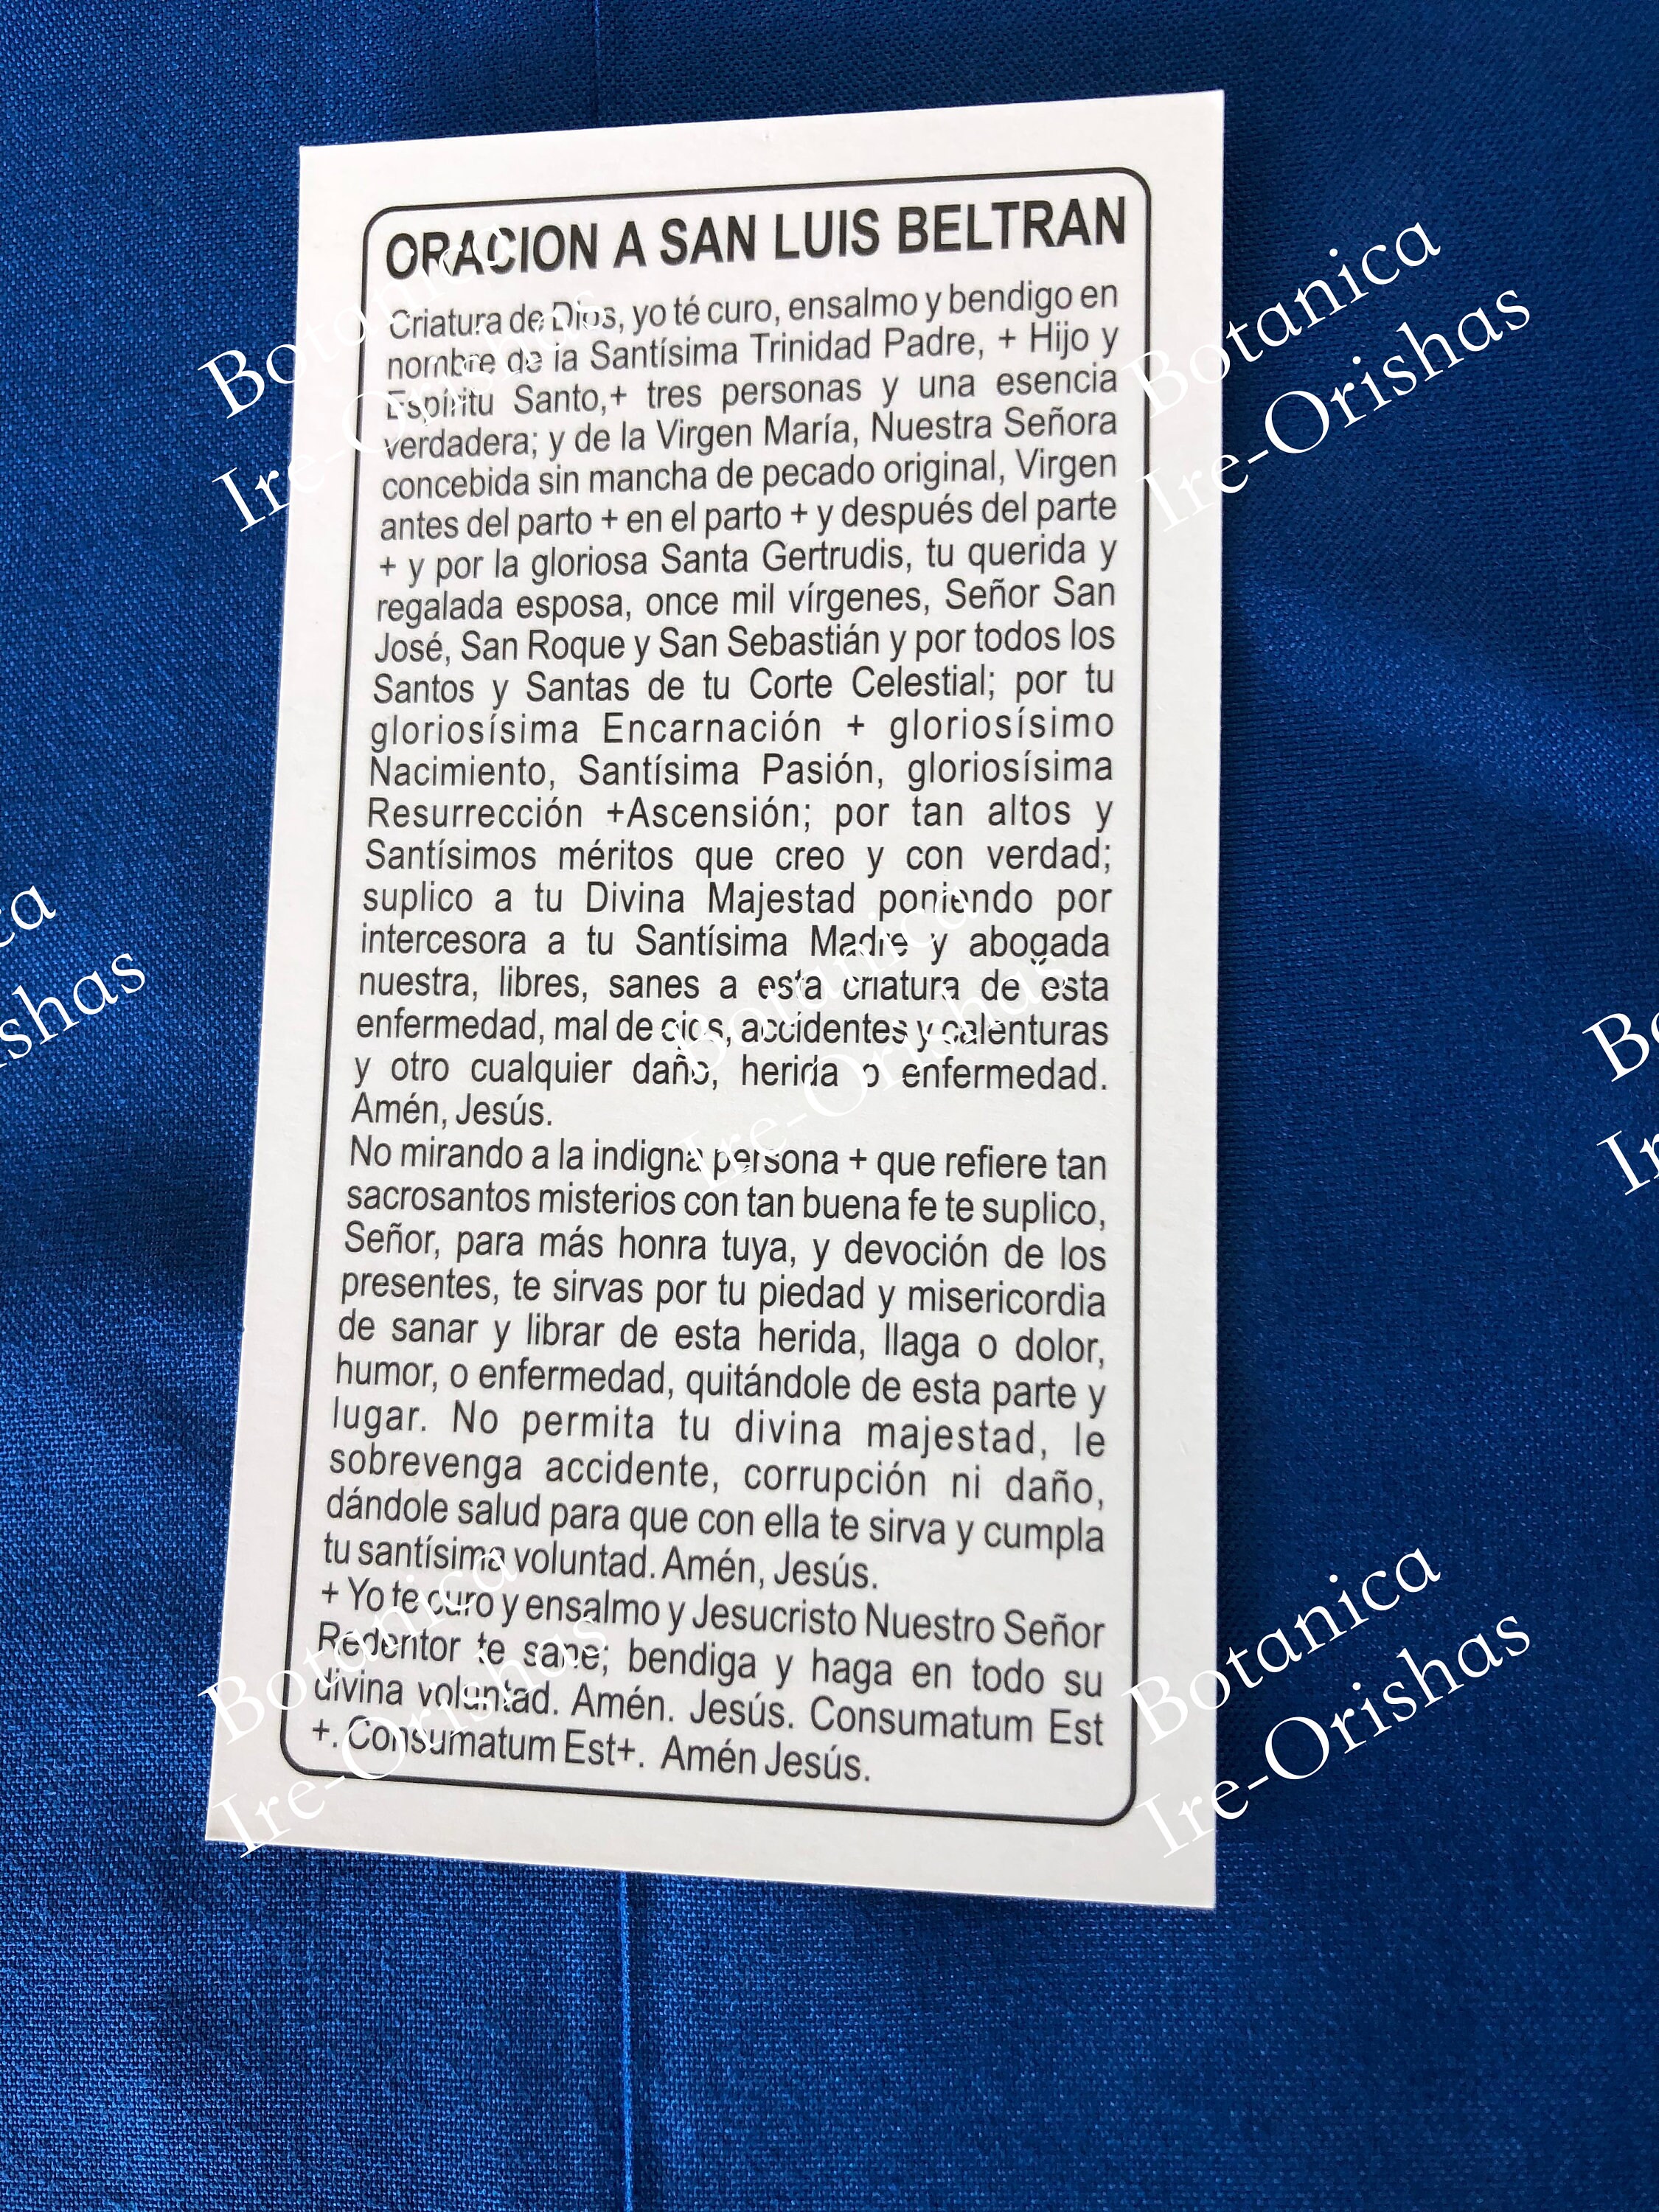 ORACION A SAN LUIS BELTRAN
Criatura de Dios, yo té curo, ensalmo y bendigo en
nombre de la Santísima Trinidad Padre, + Hijo y
Espíritu Santo,+ tres personas y una esencia
verdadera; y de la Virgen María, Nuestra Señora
concebida sin mancha de pecado original, Virgen
antes del parto + en el parto + y después del parte
+ y por la gloriosa Santa Gertrudis, tu querida y
regalada esposa, once mil vírgenes, Señor San
José, San Roque y San Sebastián y por todos los
Santos y Santas de tu Corte Celestial; por tu
gloriosísima Encarnación + gloriosísimo
Nacimiento, Santísima Pasión, gloriosísima
Resurrección +Ascensión; por tan altos y
Santísimos méritos que creo y con verdad;
suplico a tu Divina Majestad poniendo por
intercesora a tu Santísima Madre y abogada
nuestra, libres, sanes a esta criatura de esta
enfermedad, mal de ojos, accidentes y calenturas
y otro cualquier daño, herida o enfermedad.
Amén, Jesús.
No mirando a la indigna persona + que refiere tan
sacrosantos misterios con tan buena fe te suplico,
Señor, para más honra tuya, y devoción de los
presentes, te sirvas por tu piedad y misericordia
de sanar y librar de esta herida, llaga o dolor,
humor, o enfermedad, quitándole de esta parte y
lugar. No permita tu divina majestad, le
sobrevenga accidente, corrupción ni daño,
dándole salud para que con ella te sirva y cumpla
tu santísima voluntad. Amén, Jesús.
+ Yo te curo y ensalmo y Jesucristo Nuestro Señor
Redentor te sane; bendiga y haga en todo su
divina voluntad. Amén. Jesús. Consumatum Est
+. Consumatum Est+. Amén Jesús.
Botanica
Ire-Orishas
Botanica
Ire-Orishas
ca
shas
Botanica
Ire-Orishas
Bo
Ir
Botanica
Ire-Orishas
Botanica
Ire-Orishas